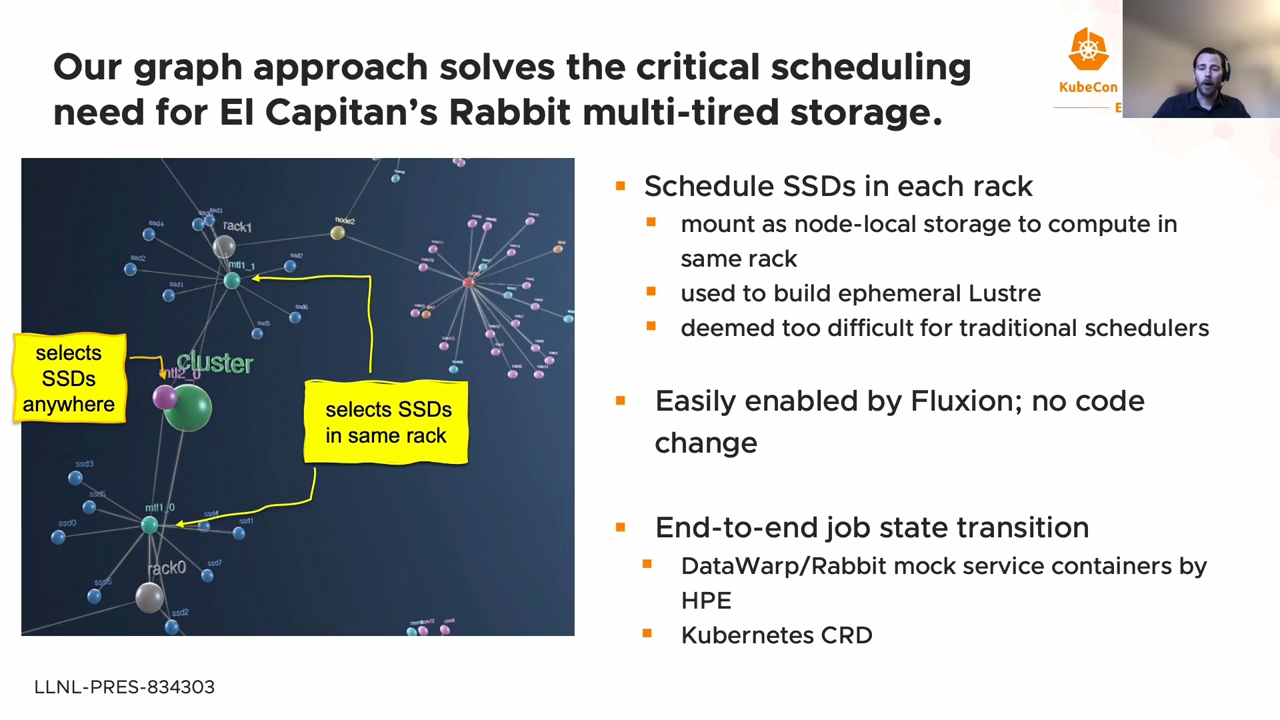 Our graph approach solves the critical scheduling
need for El Capitan's Rabbit multi-tired storage.
KubeCon
E
ssd3
ssd4
rack1
node2
ssd2
mtl1_1
ssd7
ssd1
ssd6
ssd5
selects
SSDs
anywhere
cluster
mtl2_0
selects SSDs
in same rack
ssd3
ssd5
mtl1_0
ssd0
ssd4
ssd1
rack0
ssd7
ssd6
ssd2
▪ Schedule SSDs in each rack
▪ mount as node-local storage to compute in
same rack
▪ used to build ephemeral Lustre
▪ deemed too difficult for traditional schedulers
▪ Easily enabled by Fluxion; no code
change
▪ End-to-end job state transition
▪ DataWarp/Rabbit mock service containers by
HPE
▪ Kubernetes CRD
LLNL-PRES-834303